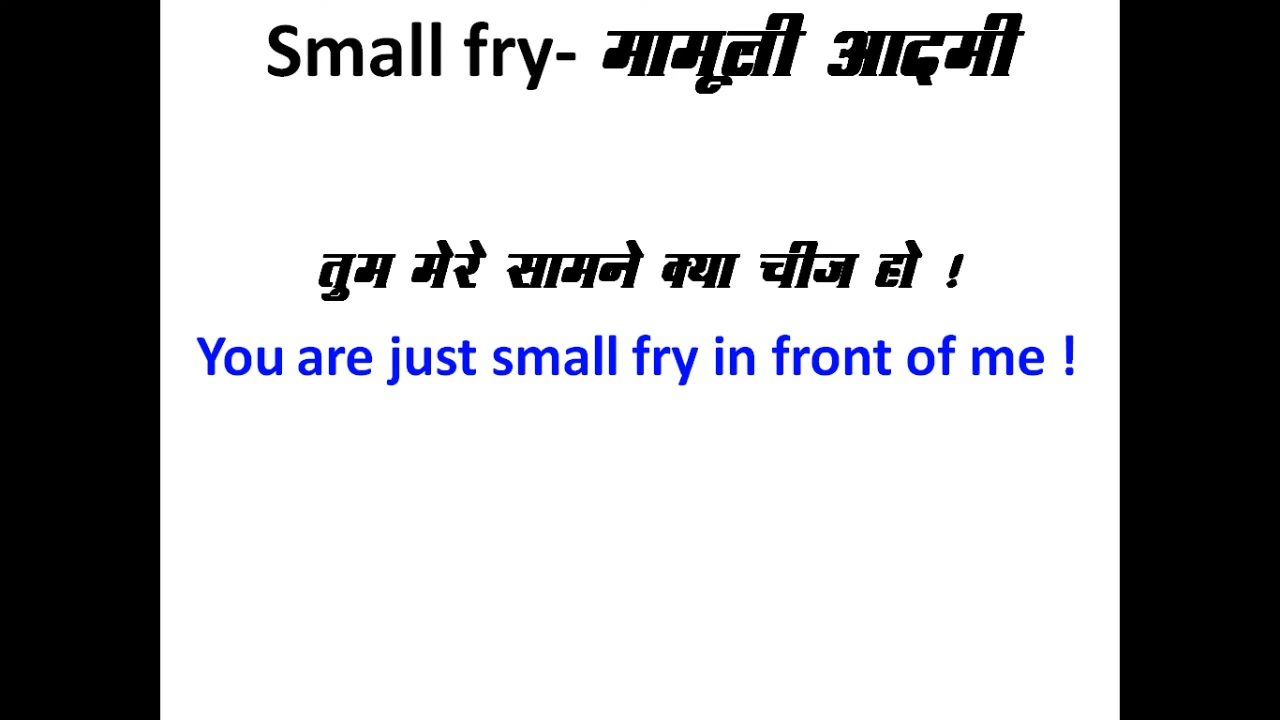 Small fry- मामूली आदमी
तुम मेरे सामने क्या चीज हो !
You are just small fry in front of me !